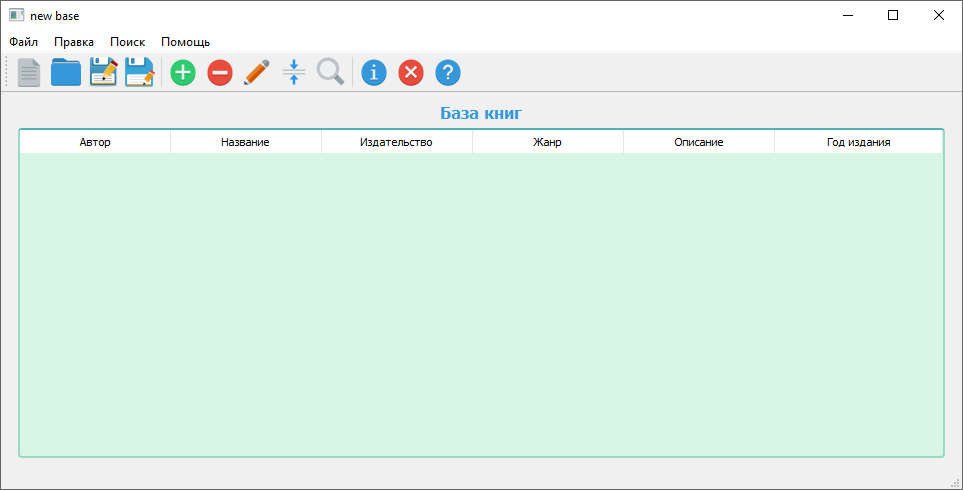 new base
Файл Правка Поиск Помощь
База книг
Автор Название Издательство Жанр Описание Год издания